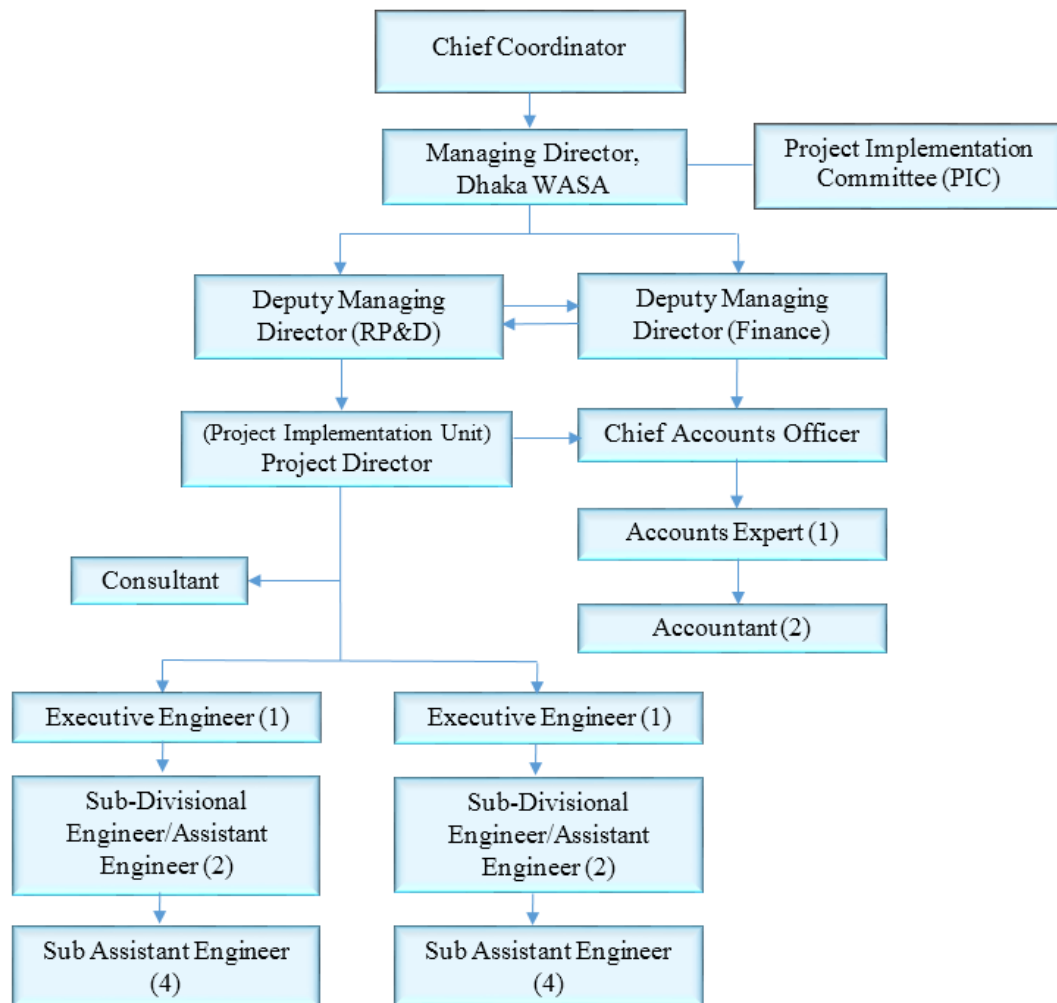 Chief Coordinator
Managing Director,
Dhaka WASA
Project Implementation
Committee (PIC)
Deputy Managing
Director (RP&D)
Deputy Managing
Director (Finance)
(Project Implementation Unit)
Project Director
Chief Accounts Officer
Accounts Expert (1)
Consultant
Accountant (2)
Executive Engineer (1)
Executive Engineer (1)
Sub-Divisional
Engineer/Assistant
Engineer (2)
Sub-Divisional
Engineer/Assistant
Engineer (2)
Sub Assistant Engineer
(4)
Sub Assistant Engineer
(4)